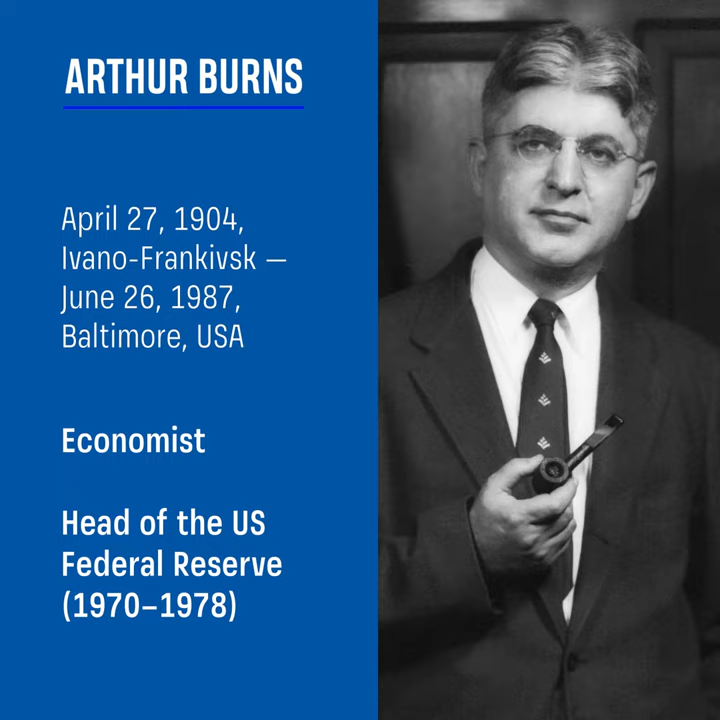 ARTHUR BURNS
April 27, 1904,
Ivano-Frankivsk —
June 26, 1987,
Baltimore, USA
Economist
Head of the US
Federal Reserve
(1970–1978)